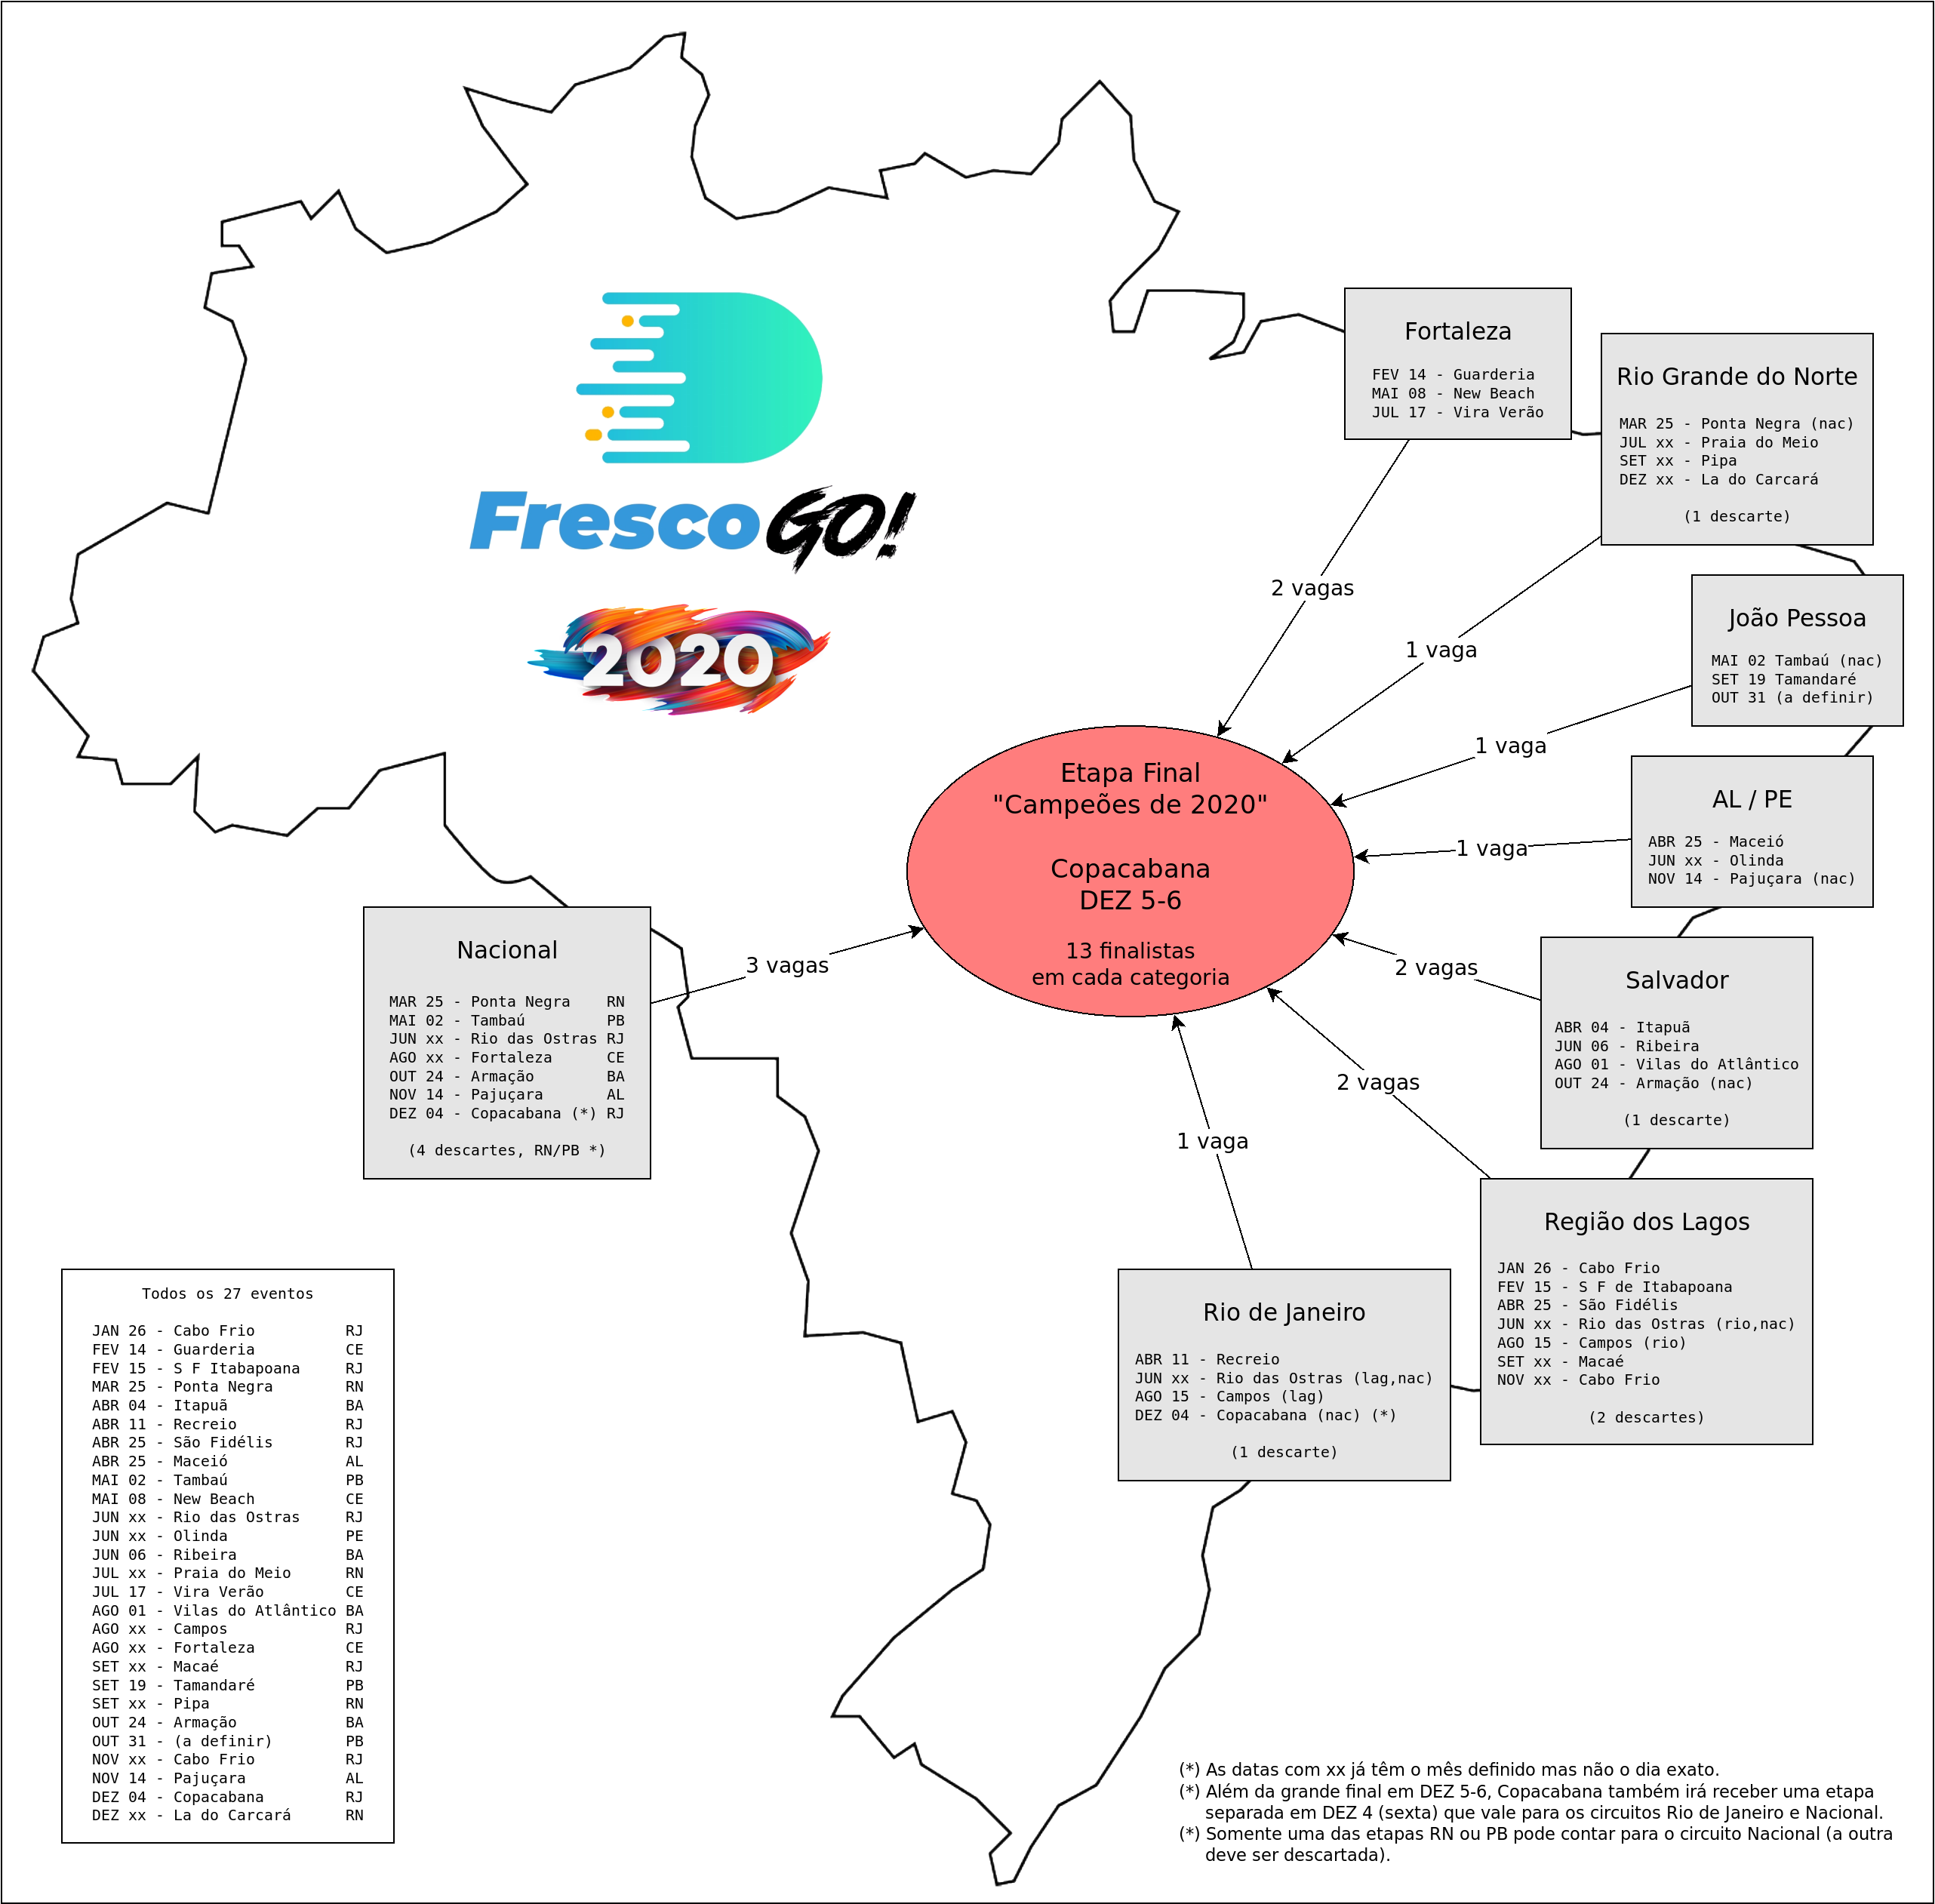 Fresco GO!
2020
Fortaleza
FEV 14 - Guarderia
MAI 08 - New Beach
JUL 17 - Vira Verão
Rio Grande do Norte
MAR 25 - Ponta Negra (nac)
JUL xx - Praia do Meio
SET xx - Pipa
DEZ xx - La do Carcará
(1 descarte)
2 vagas
1 vaga
João Pessoa
MAI 02 Tambaú (nac)
SET 19 Tamandaré
OUT 31 (a definir)
1 vaga
AL / PE
ABR 25 - Maceió
JUN xx - Olinda
NOV 14 - Pajuçara (nac)
1 vaga
Etapa Final
"Campeões de 2020"
Copacabana
DEZ 5-6
13 finalistas
em cada categoria
Nacional
MAR 25 - Ponta Negra RN
MAI 02 - Tambaú PB
JUN xx - Rio das Ostras RJ
AGO xx - Fortaleza CE
OUT 24 - Armação BA
NOV 14 - Pajuçara AL
DEZ 04 - Copacabana (*) RJ
(4 descartes, RN/PB *)
3 vagas
2 vagas
Salvador
ABR 04 - Itapuã
JUN 06 - Ribeira
AGO 01 - Vilas do Atlântico
OUT 24 - Armação (nac)
(1 descarte)
2 vagas
1 vaga
Região dos Lagos
JAN 26 - Cabo Frio
FEV 15 - S F de Itabapoana
ABR 25 - São Fidélis
JUN xx - Rio das Ostras (rio,nac)
AGO 15 - Campos (rio)
SET xx - Macaé
NOV xx - Cabo Frio
(2 descartes)
Rio de Janeiro
ABR 11 - Recreio
JUN xx - Rio das Ostras (lag,nac)
AGO 15 - Campos (lag)
DEZ 04 - Copacabana (nac) (*)
(1 descarte)
Todos os 27 eventos
JAN 26 - Cabo Frio RJ
FEV 14 - Guarderia CE
FEV 15 - S F Itabapoana RJ
MAR 25 - Ponta Negra RN
ABR 04 - Itapuã BA
ABR 11 - Recreio RJ
ABR 25 - São Fidélis RJ
ABR 25 - Maceió AL
MAI 02 - Tambaú PB
MAI 08 - New Beach CE
JUN xx - Rio das Ostras RJ
JUN xx - Olinda PE
JUN 06 - Ribeira BA
JUL xx - Praia do Meio RN
JUL 17 - Vira Verão CE
AGO 01 - Vilas do Atlântico BA
AGO xx - Campos RJ
AGO xx - Fortaleza CE
SET xx - Macaé RJ
SET 19 - Tamandaré PB
SET xx - Pipa RN
OUT 24 - Armação BA
OUT 31 - (a definir) PB
NOV xx - Cabo Frio RJ
NOV 14 - Pajuçara AL
DEZ 04 - Copacabana RJ
DEZ xx - La do Carcará RN
(*) As datas com xx já têm o mês definido mas não o dia exato.
(*) Além da grande final em DEZ 5-6, Copacabana também irá receber uma etapa
separada em DEZ 4 (sexta) que vale para os circuitos Rio de Janeiro e Nacional.
(*) Somente uma das etapas RN ou PB pode contar para o circuito Nacional (a outra
deve ser descartada).